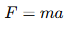 F = ma